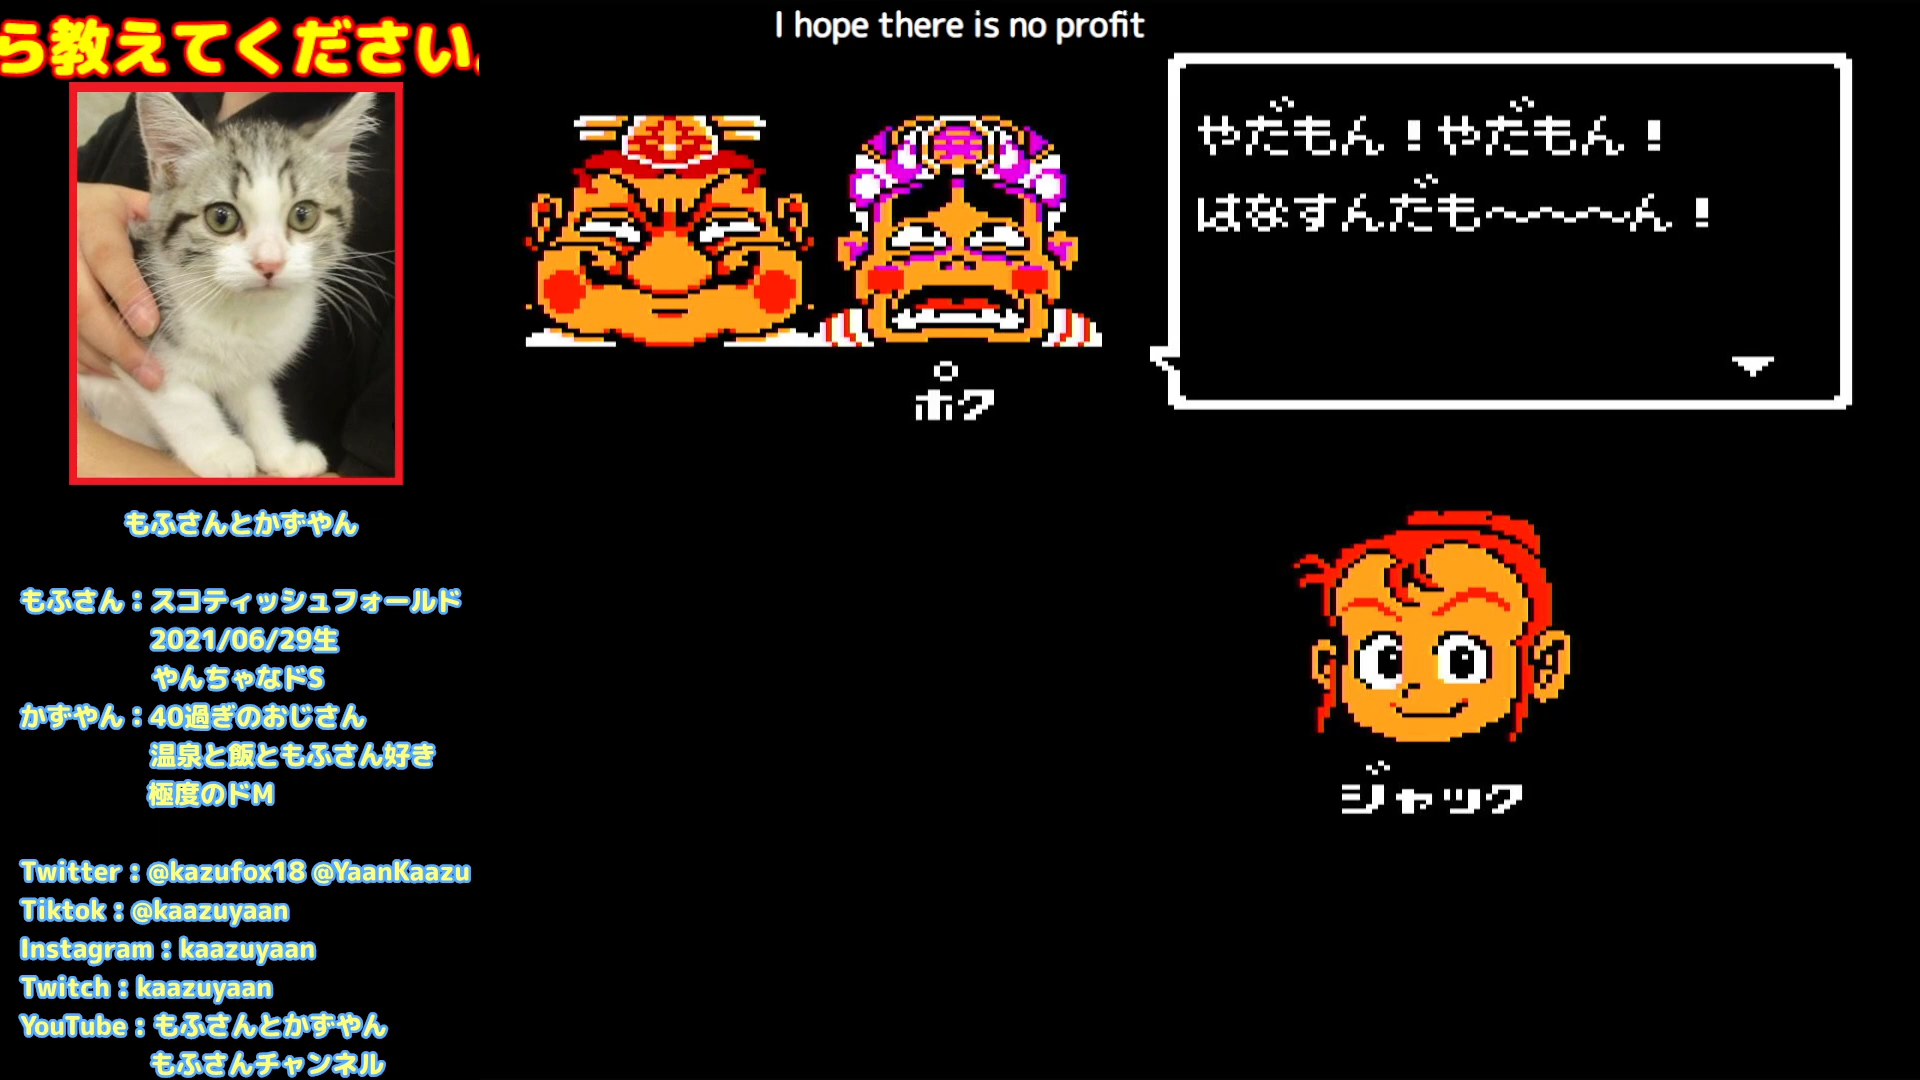 ら教えてください。
I hope there is no profit
やだもん！やだもん！
はなすんだも～～～ん！
ポク
ジャック
もふさんとかずやん
もふさん：スコティッシュフォールド
2021/06/29生
やんちゃなドS
かずやん：40過ぎのおじさん
温泉と飯ともふさん好き
極度のドM
Twitter：@kazufox18 @YaanKaazu
Tiktok：@kaazuyaan
Instagram：kaazuyaan
Twitch：kaazuyaan
YouTube：もふさんとかずやん
もふさんチャンネル